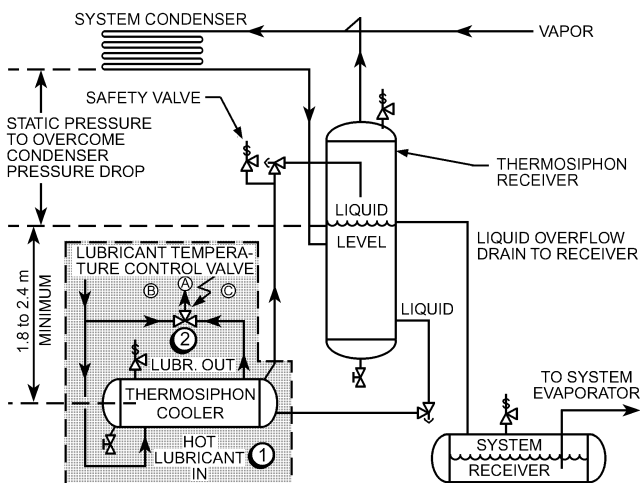 SYSTEM CONDENSER
VAPOR
SAFETY VALVE
STATIC PRESSURE
TO OVERCOME
CONDENSER
PRESSURE DROP
S
S
THERMOSIPHON
RECEIVER
LIQUID
LEVEL
LIQUID OVERFLOW
DRAIN TO RECEIVER
1.8 to 2.4 m
MINIMUM
LUBRICANT TEMPERA-
TURE CONTROL VALVE
B
A
C
2
LIQUID
S
LUBR. OUT
THERMOSIPHON
COOLER
HOT
LUBRICANT
IN
1
TO SYSTEM
EVAPORATOR
S
SYSTEM
RECEIVER